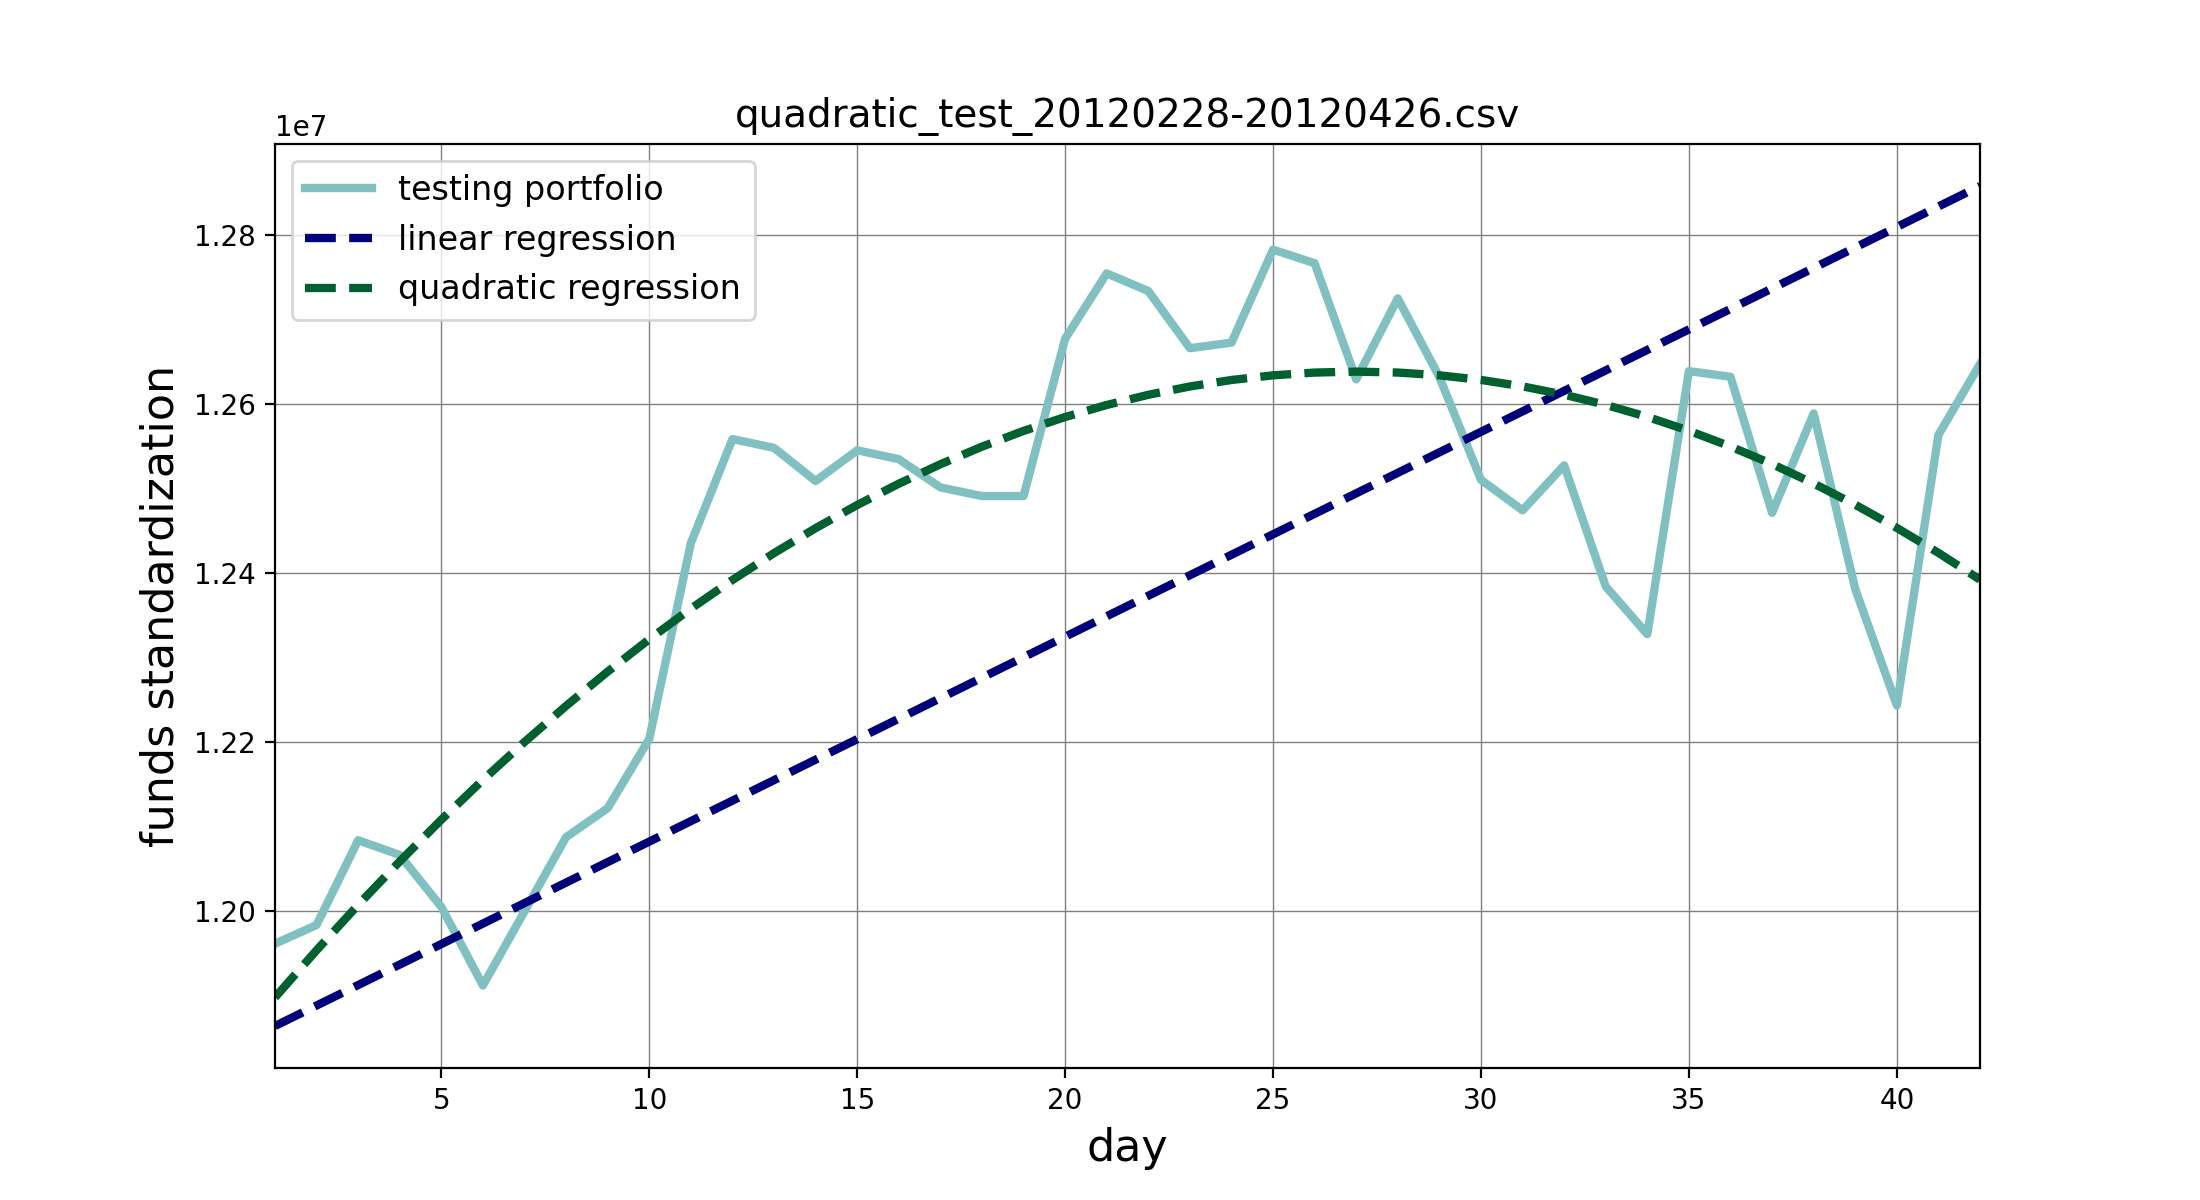 quadratic_test_20120228-20120426.csv
1e7
testing portfolio
linear regression
quadratic regression
1.28
1.26
1.24
1.22
1.20
funds standardization
5 10 15 20 25 30 35 40
day